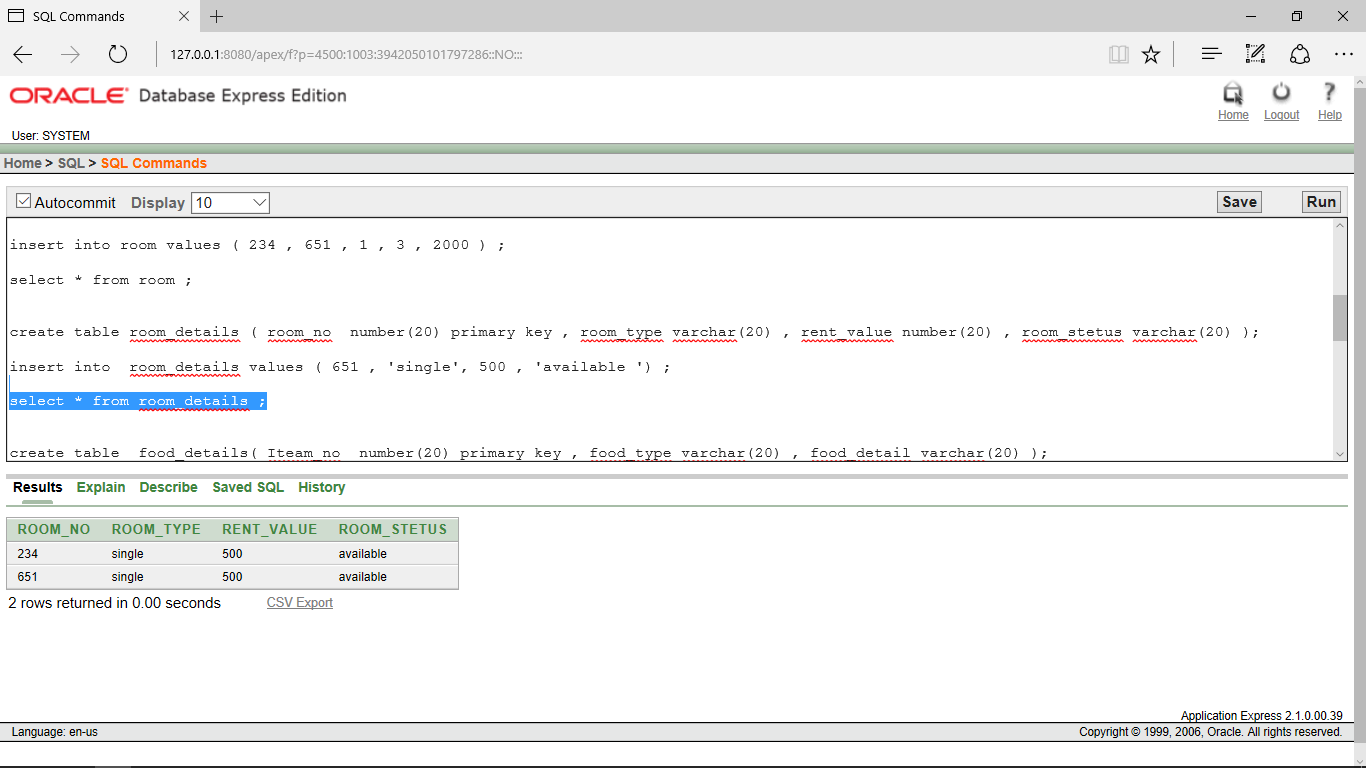 SQL Commands
127.0.0.1:8080/apex/f?p=4500:1003:3942050101797286::NO:::
ORACLE Database Express Edition
Home Logout Help
User: SYSTEM
Home > SQL > SQL Commands
Autocommit Display 10 Save Run
insert into room values ( 234 , 651 , 1 , 3 , 2000 ) ;
select * from room ;
create table room_details ( room_no  number(20) primary key , room_type varchar(20) , rent_value number(20) , room_stetus varchar(20) );
insert into  room_details values ( 651 , 'single', 500 , 'available ') ;
select * from room_details ;
create table  food_details( Iteam_no  number(20) primary key , food_type varchar(20) , food_detail varchar(20) );
Results Explain Describe Saved SQL History
ROOM_NO ROOM_TYPE RENT_VALUE ROOM_STETUS
234 single 500 available
651 single 500 available
2 rows returned in 0.00 seconds CSV Export
Application Express 2.1.0.00.39
Language: en-us Copyright © 1999, 2006, Oracle. All rights reserved.